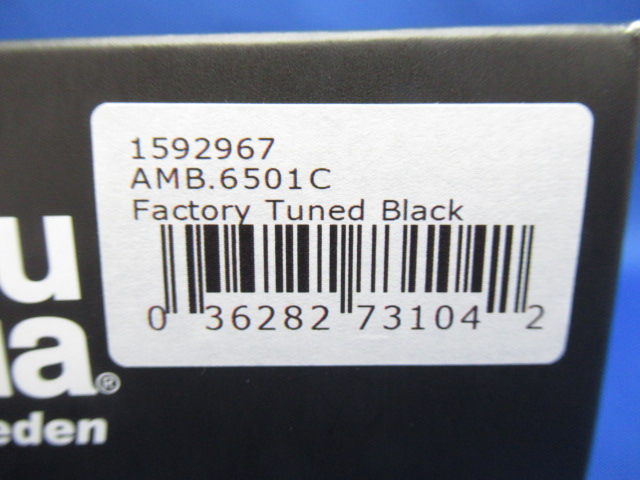 1592967
AMB.6501C
Factory Tuned Black
0 36282 73104 2
u
a®
eden